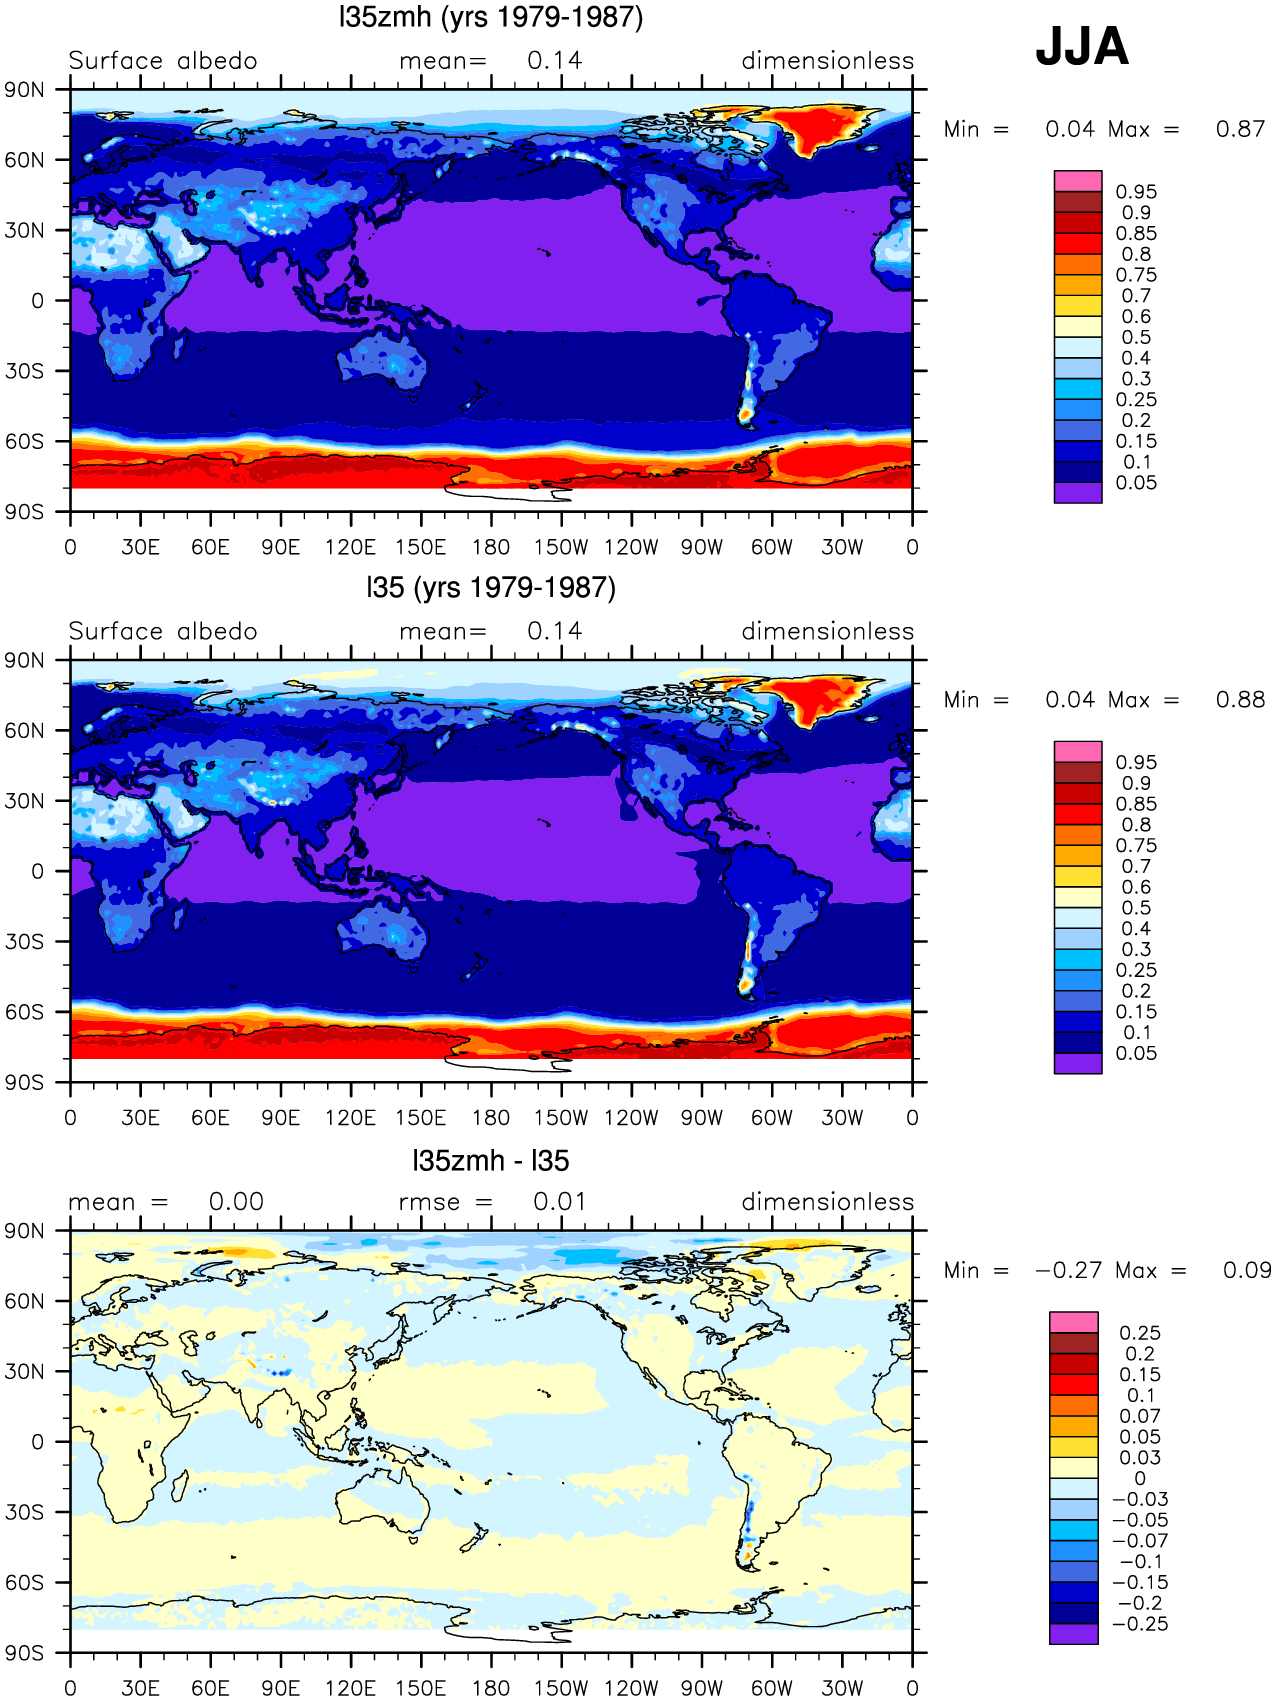 l35zmh (yrs 1979-1987)
JJA
Surface albedo mean= 0.14 dimensionless
Min = 0.04 Max = 0.87
90N
60N
30N
0
30S
60S
90S
0 30E 60E 90E 120E 150E 180 150W 120W 90W 60W 30W 0
0.95
0.9
0.85
0.8
0.75
0.7
0.6
0.5
0.4
0.3
0.25
0.2
0.15
0.1
0.05
l35 (yrs 1979-1987)
Surface albedo mean= 0.14 dimensionless
Min = 0.04 Max = 0.88
90N
60N
30N
0
30S
60S
90S
0 30E 60E 90E 120E 150E 180 150W 120W 90W 60W 30W 0
0.95
0.9
0.85
0.8
0.75
0.7
0.6
0.5
0.4
0.3
0.25
0.2
0.15
0.1
0.05
l35zmh - l35
mean = 0.00 rmse = 0.01 dimensionless
Min = −0.27 Max = 0.09
90N
60N
30N
0
30S
60S
90S
0 30E 60E 90E 120E 150E 180 150W 120W 90W 60W 30W 0
0.25
0.2
0.15
0.1
0.07
0.05
0.03
0
−0.03
−0.05
−0.07
−0.1
−0.15
−0.2
−0.25